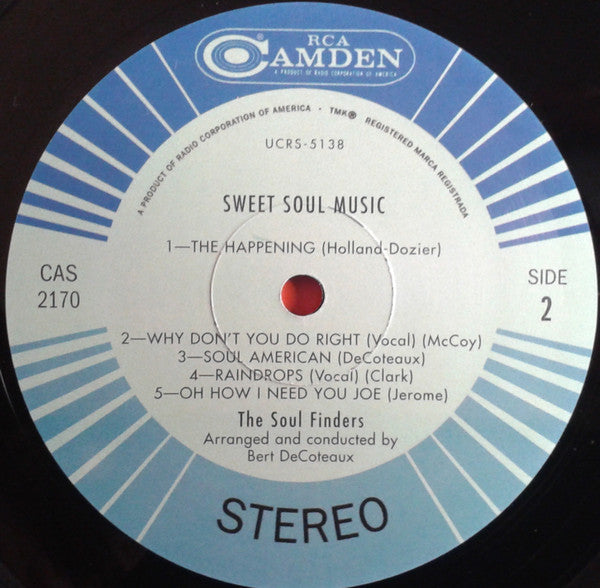 RCA
CAMDEN
A PRODUCT OF RADIO CORPORATION OF AMERICA
A PRODUCT OF RADIO CORPORATION OF AMERICA • TMK® REGISTERED MARCA REGISTRADA
UCRS-5138
SWEET SOUL MUSIC
1—THE HAPPENING (Holland-Dozier)
CAS
2170
SIDE
2
2—WHY DON'T YOU DO RIGHT (Vocal) (McCoy)
3—SOUL AMERICAN (DeCoteaux)
4—RAINDROPS (Vocal) (Clark)
5—OH HOW I NEED YOU JOE (Jerome)
The Soul Finders
Arranged and conducted by
Bert DeCoteaux
STEREO